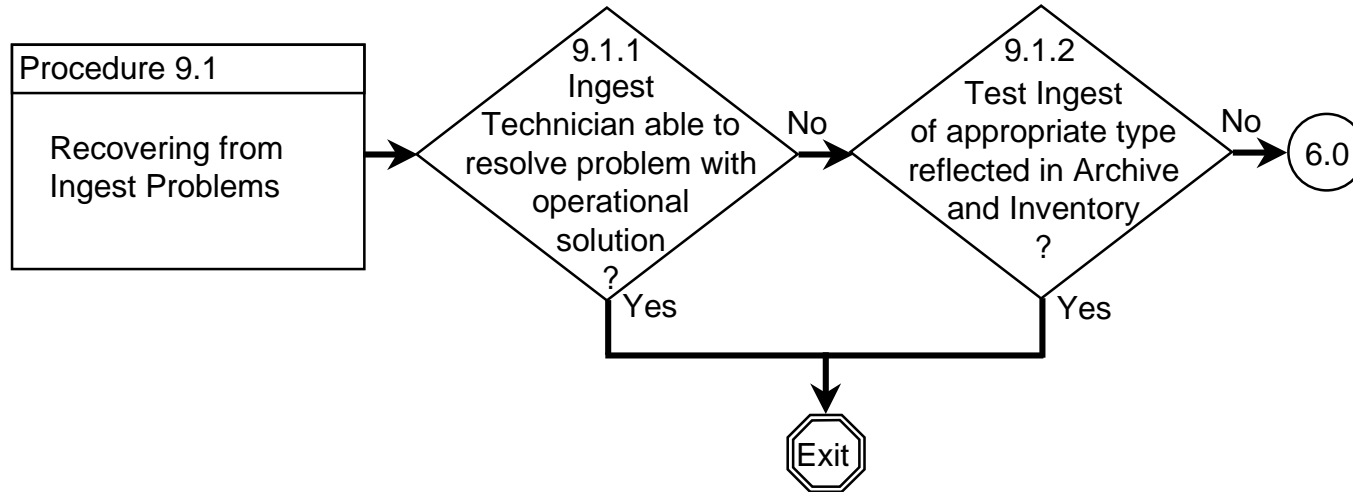 Procedure 9.1
Recovering from
Ingest Problems
9.1.1
Ingest
Technician able to
resolve problem with
operational
solution
?
Yes
No
9.1.2
Test Ingest
of appropriate type
reflected in Archive
and Inventory
?
Yes
No
6.0
Exit